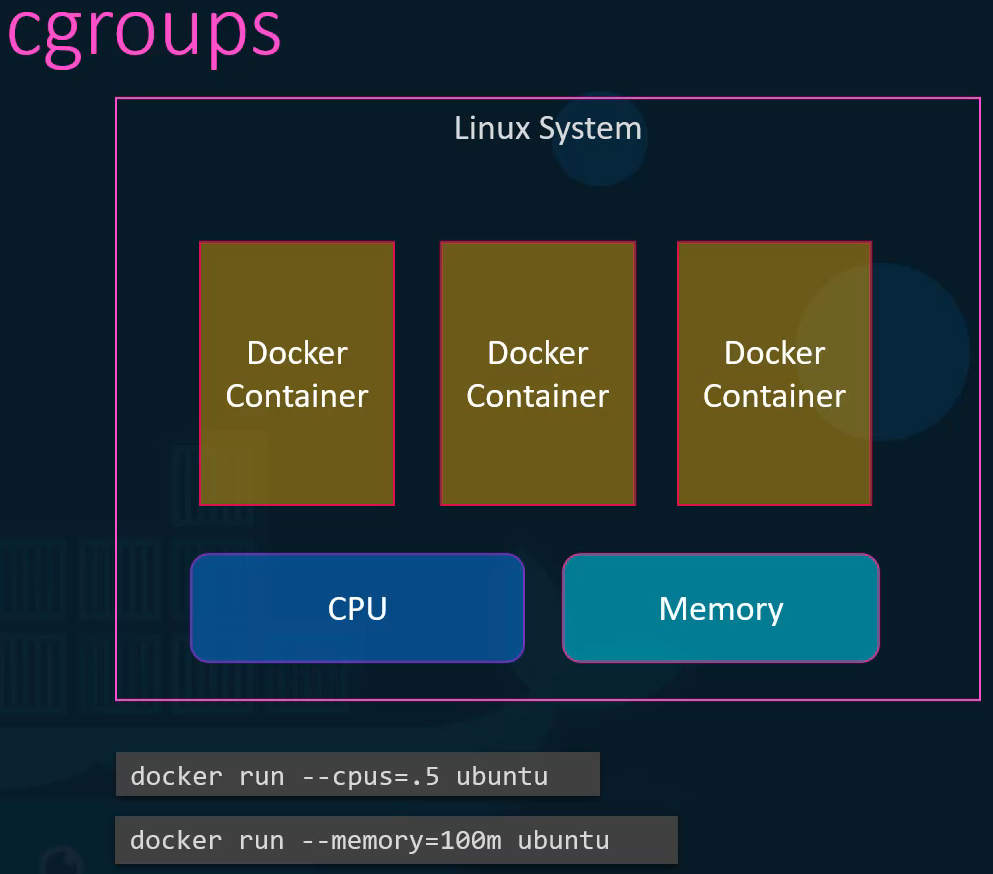 cgroups
Linux System
Docker
Container
Docker
Container
Docker
Container
CPU
Memory
docker run --cpus=.5 ubuntu
docker run --memory=100m ubuntu